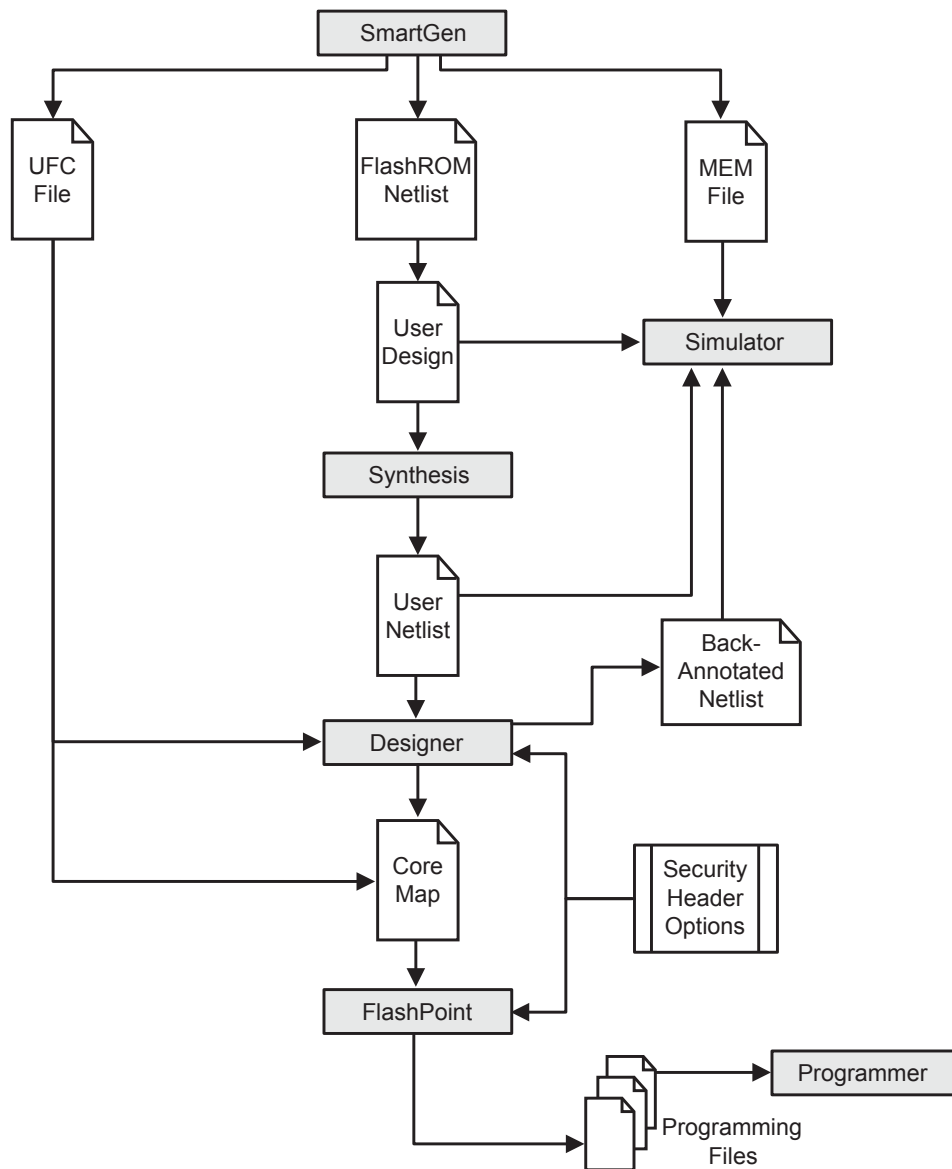 SmartGen
UFC
File
FlashROM
Netlist
MEM
File
User
Design
Simulator
Synthesis
User
Netlist
Back-
Annotated
Netlist
Designer
Core
Map
Security
Header
Options
FlashPoint
Programmer
Programming
Files